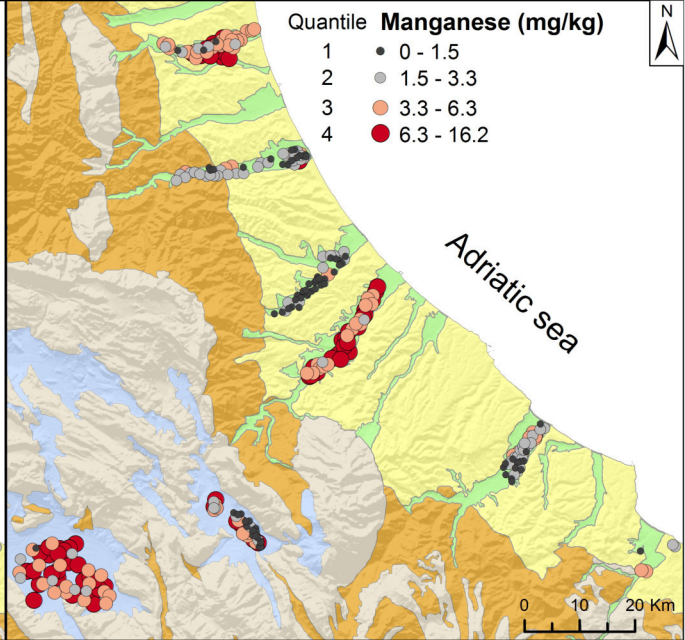 Quantile Manganese (mg/kg)
1 0 - 1.5
2 1.5 - 3.3
3 3.3 - 6.3
4 6.3 - 16.2
N
Adriatic sea
0 10 20 Km